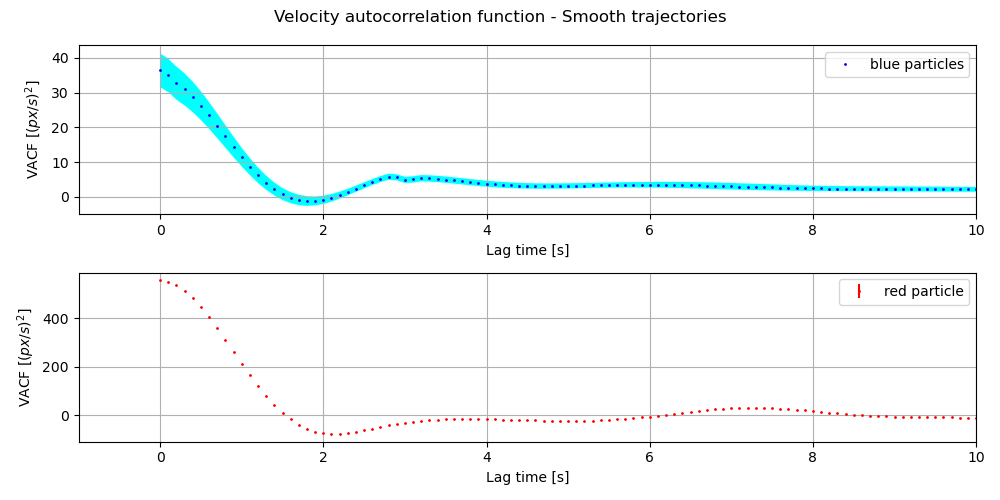 Velocity autocorrelation function - Smooth trajectories
VACF [(px/s)²]
40
30
20
10
0
blue particles
0 2 4 6 8 10
Lag time [s]
VACF [(px/s)²]
400
200
0
red particle
0 2 4 6 8 10
Lag time [s]